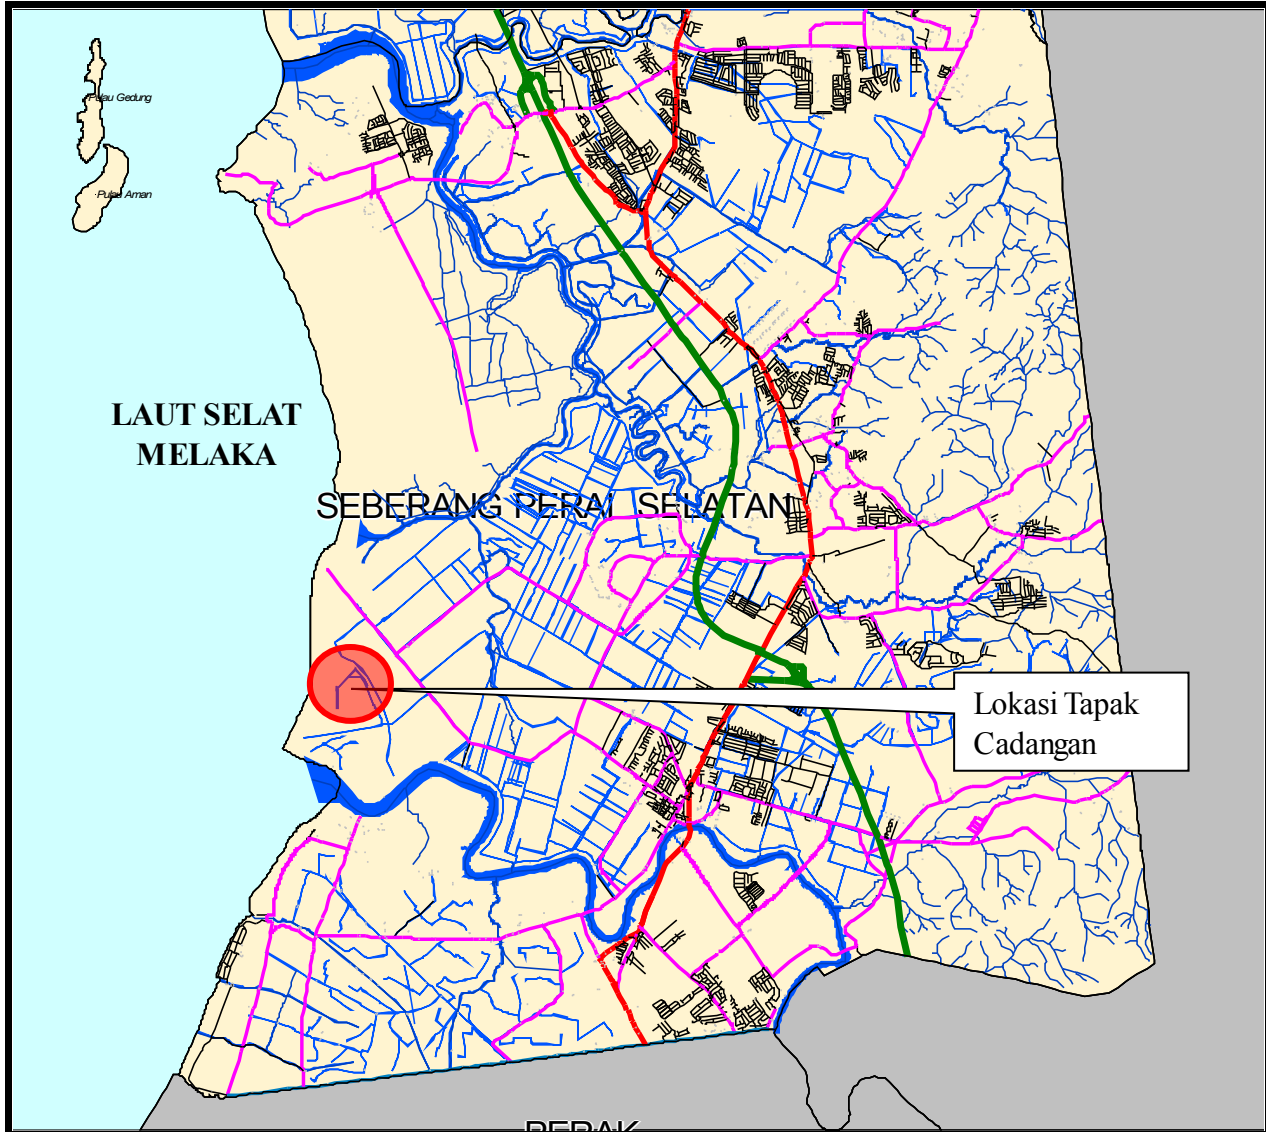 Pulau Gedung
Pulau Aman
LAUT SELAT
MELAKA
SEBERANG PERAI SELATAN
Lokasi Tapak
Cadangan
PERAK